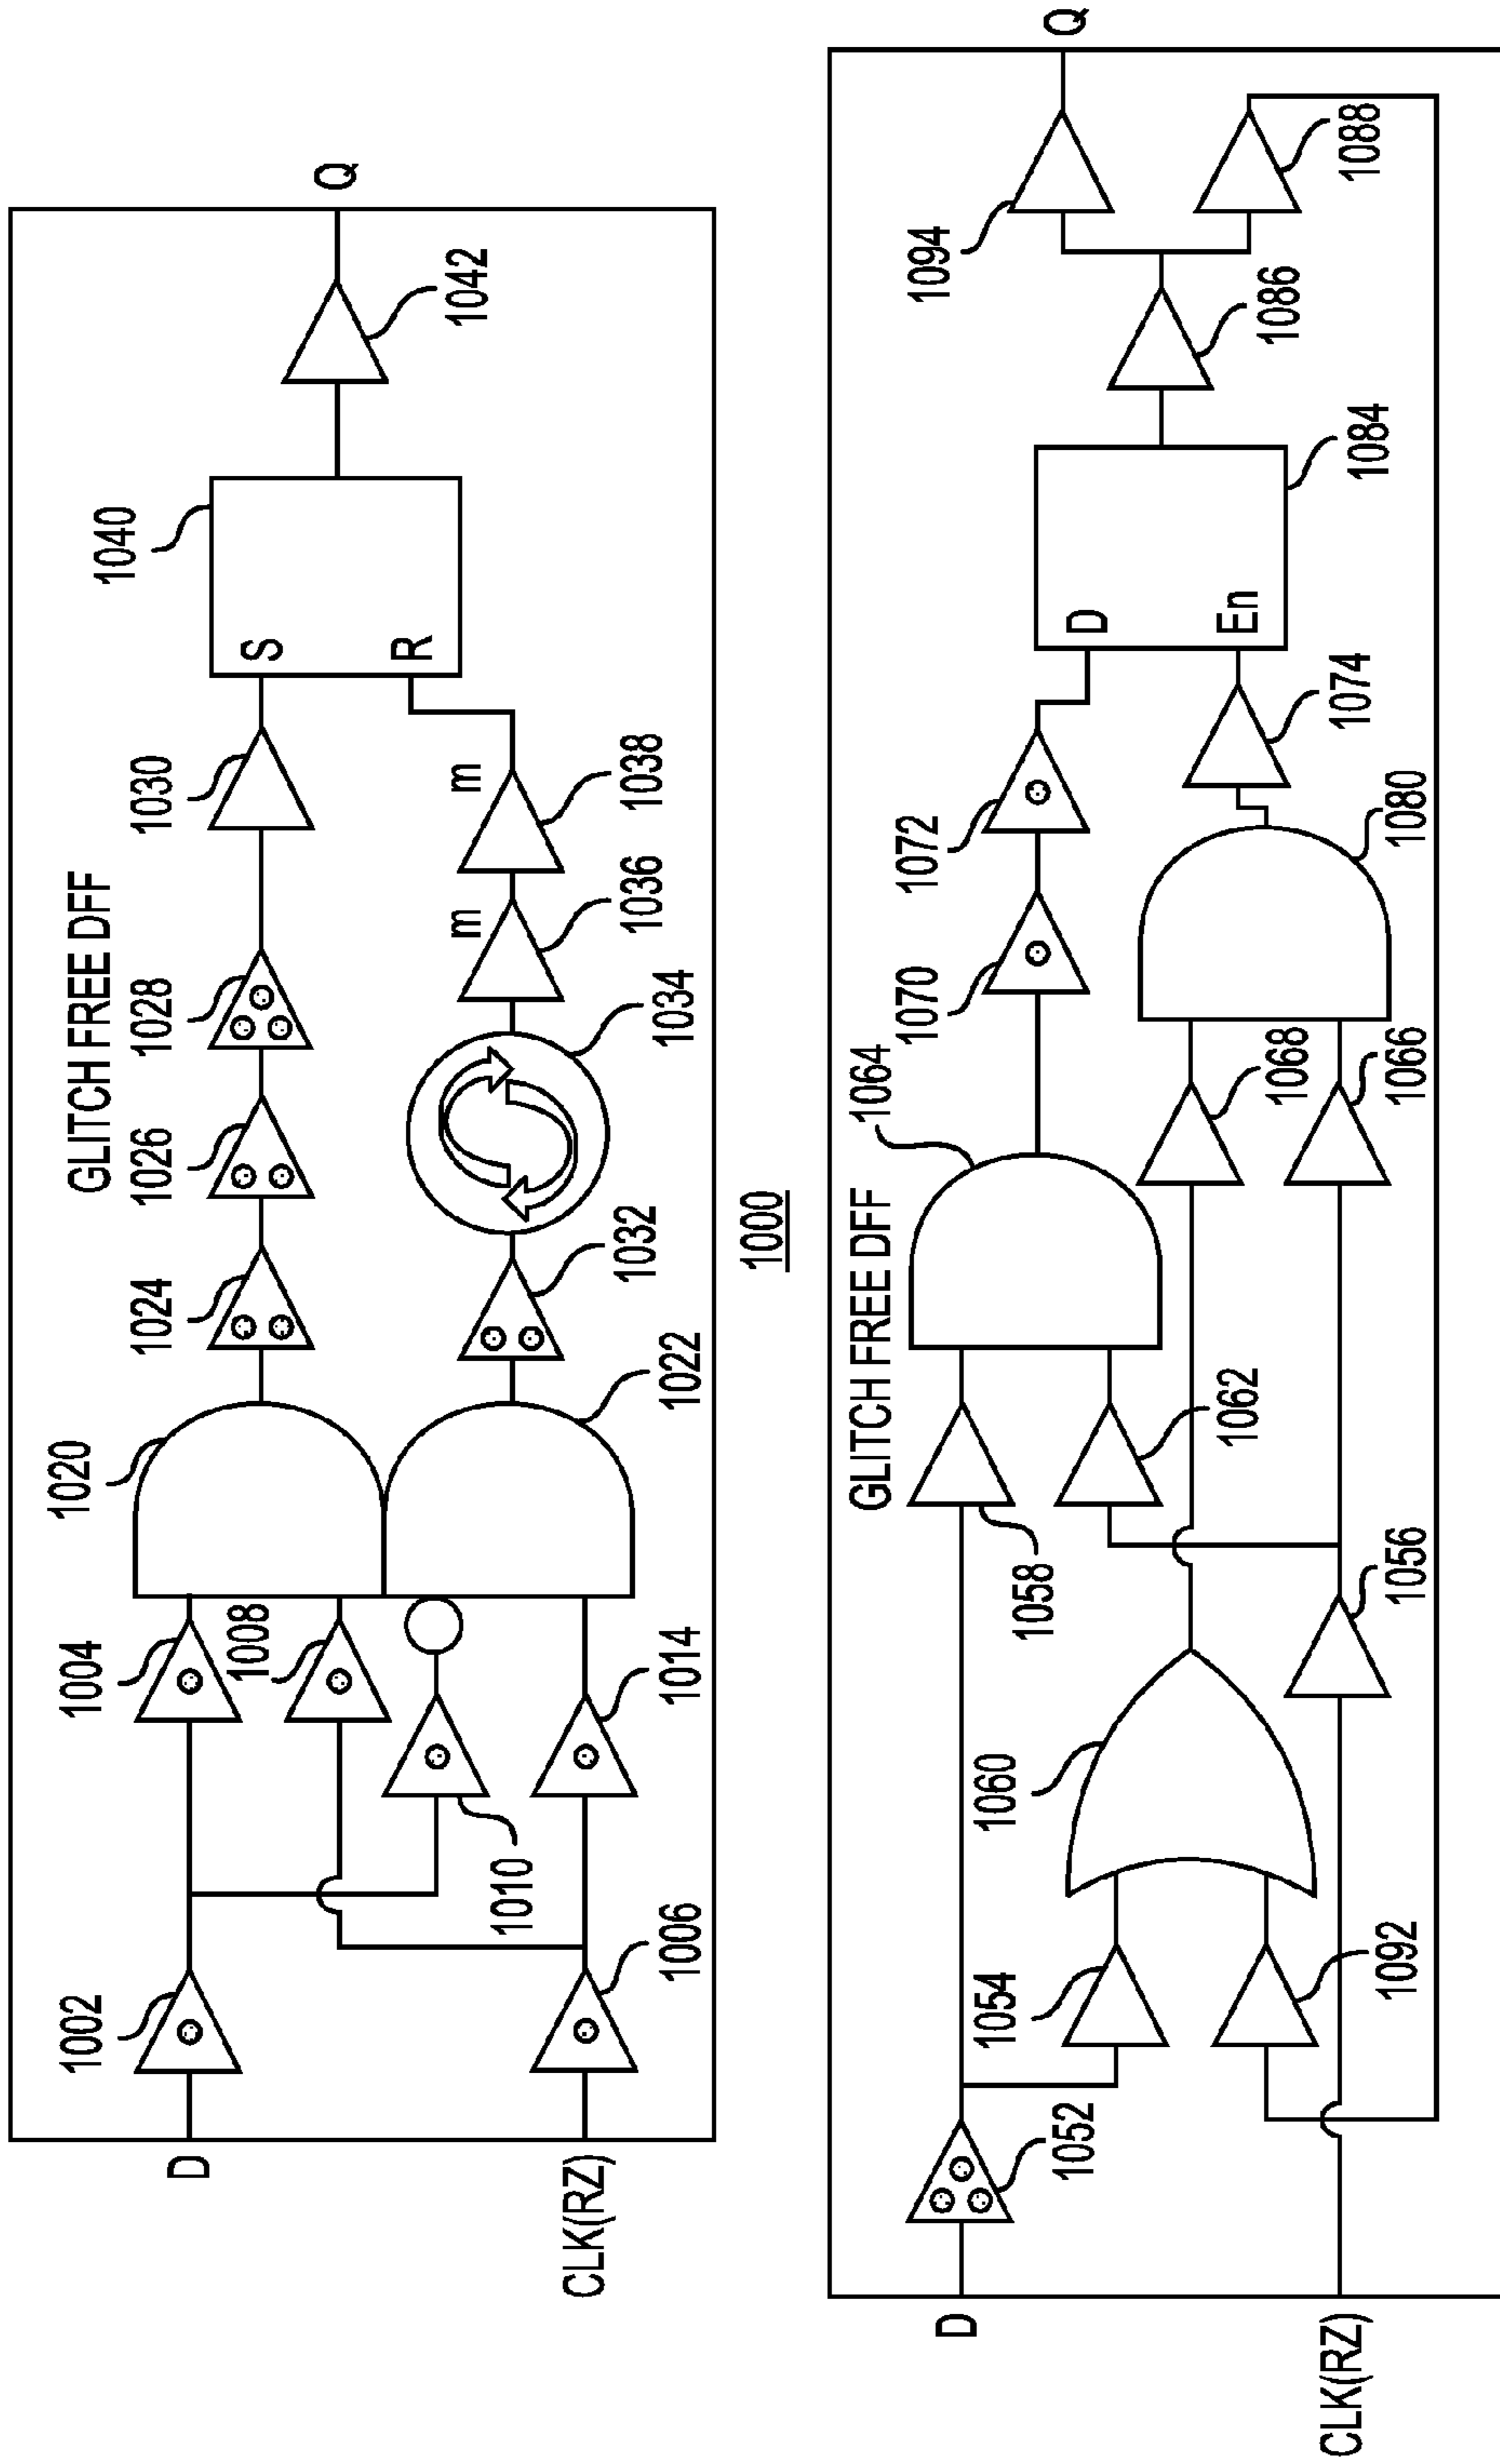 GLITCH FREE DFF
D
CLK(RZ)
1002
1006
1004
1008
1010
1014
1020
1022
1024
1026
1028
1030
1032
1034
m
1036
m
1038
S
R
1040
1042
Q
1000
GLITCH FREE DFF
D
CLK(RZ)
1052
1054
1092
1060
1056
1058
1062
1064
1068
1066
1070
1072
1080
1074
D
En
1084
1086
1094
1088
Q